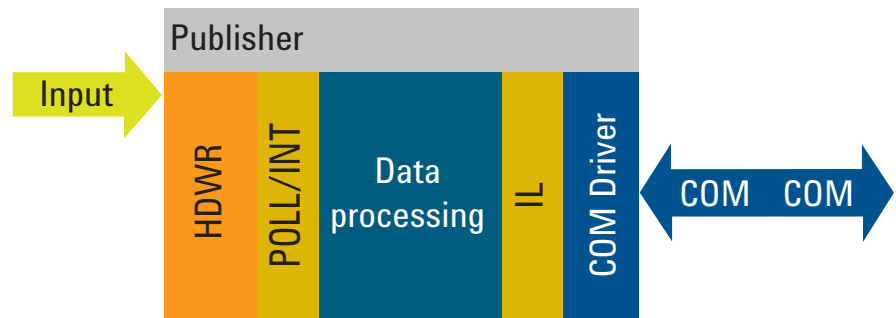 Publisher
Input
HDWR
POLL/INT
Data
processing
IL
COM Driver
COM COM